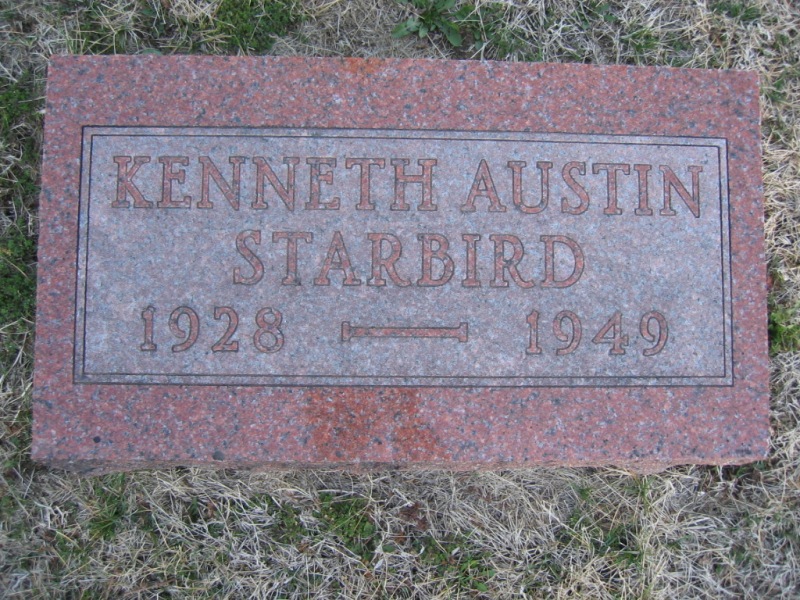 KENNETH AUSTIN
STARBIRD
1928 — 1949